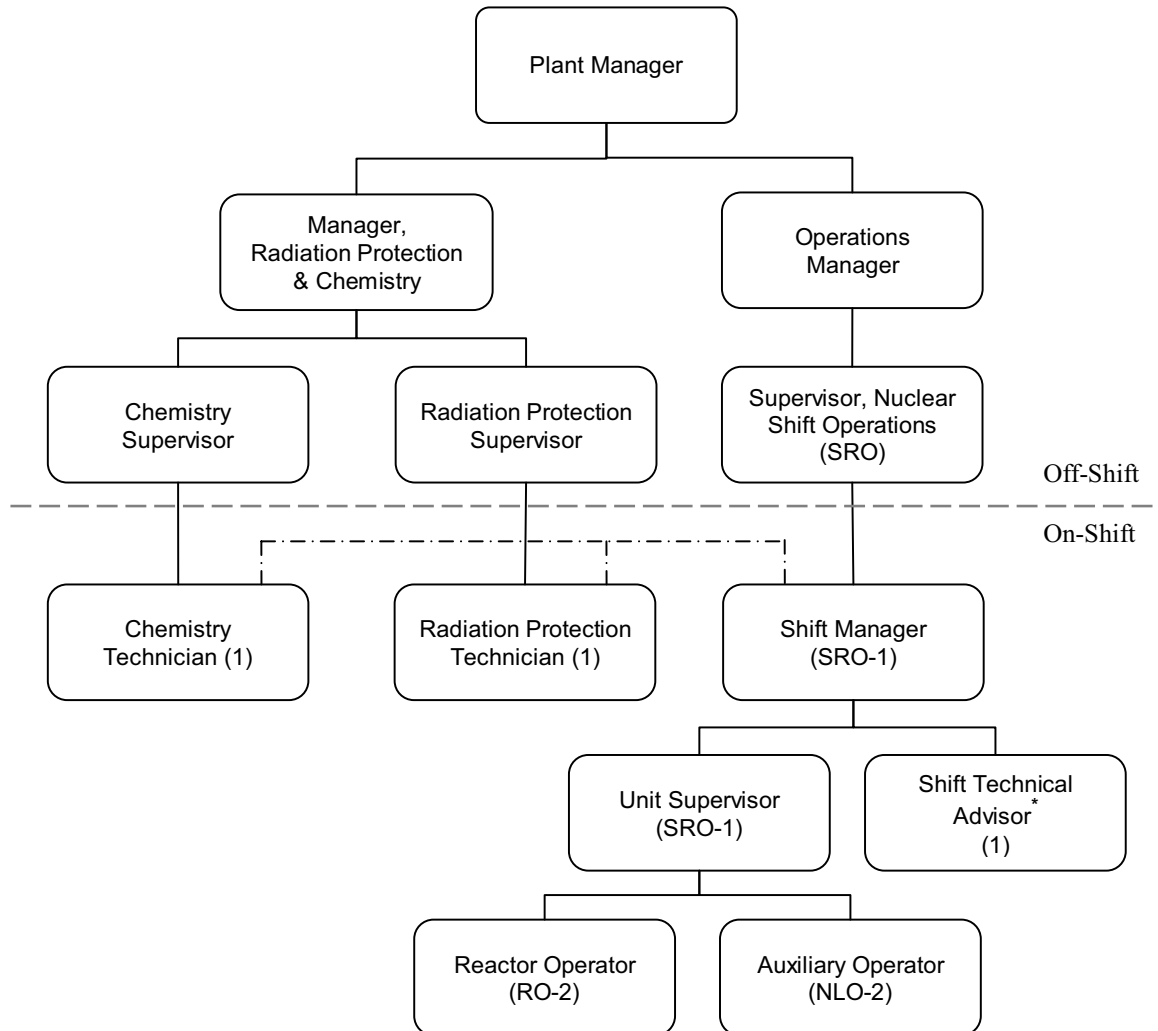 Plant Manager
Manager,
Radiation Protection
& Chemistry
Operations
Manager
Chemistry
Supervisor
Radiation Protection
Supervisor
Supervisor, Nuclear
Shift Operations
(SRO)
Off-Shift
On-Shift
Chemistry
Technician (1)
Radiation Protection
Technician (1)
Shift Manager
(SRO-1)
Unit Supervisor
(SRO-1)
Shift Technical
Advisor*
(1)
Reactor Operator
(RO-2)
Auxiliary Operator
(NLO-2)